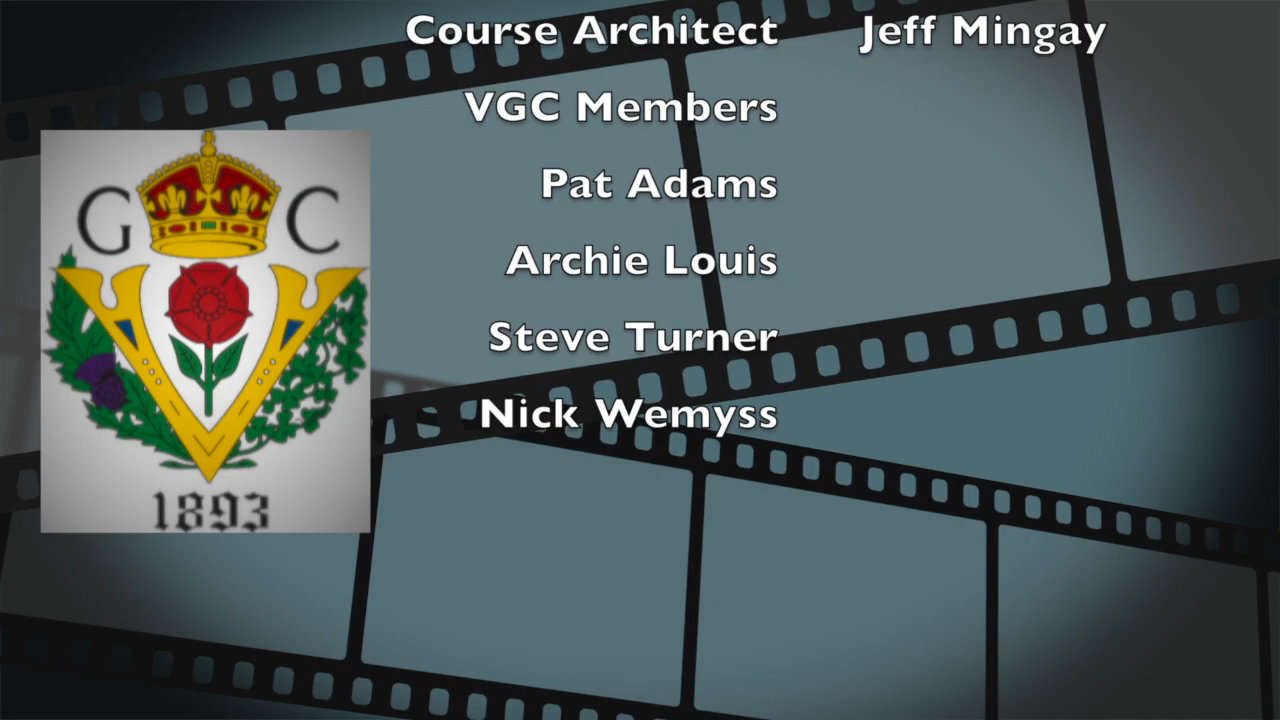 Course Architect Jeff Mingay
VGC Members
Pat Adams
Archie Louis
Steve Turner
Nick Wemyss
G C
V
1893